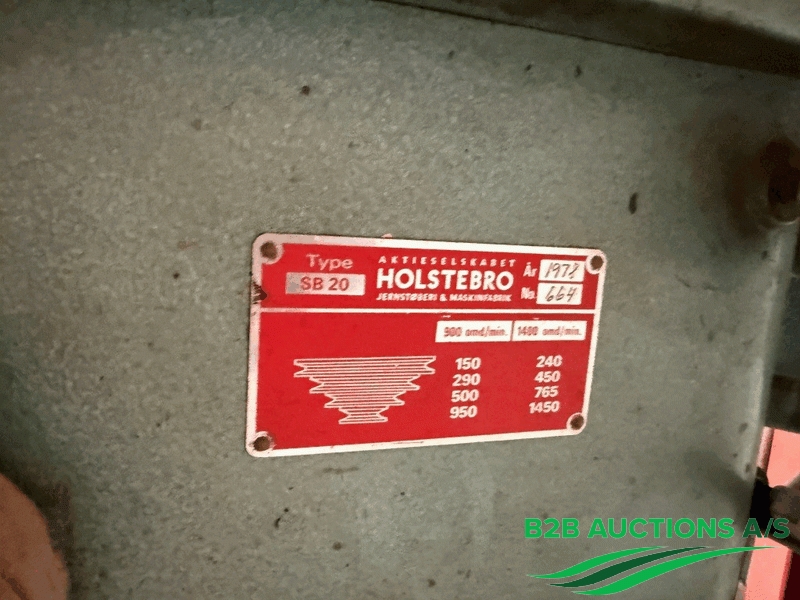 Type
SB 20
AKTIESELSKABET
HOLSTEBRO
JERNSTØBERI & MASKINFABRIK
År 1978
No. 664
900 omd/min. 1400 omd/min.
150 240
290 450
500 765
950 1450
B2B AUCTIONS A/S